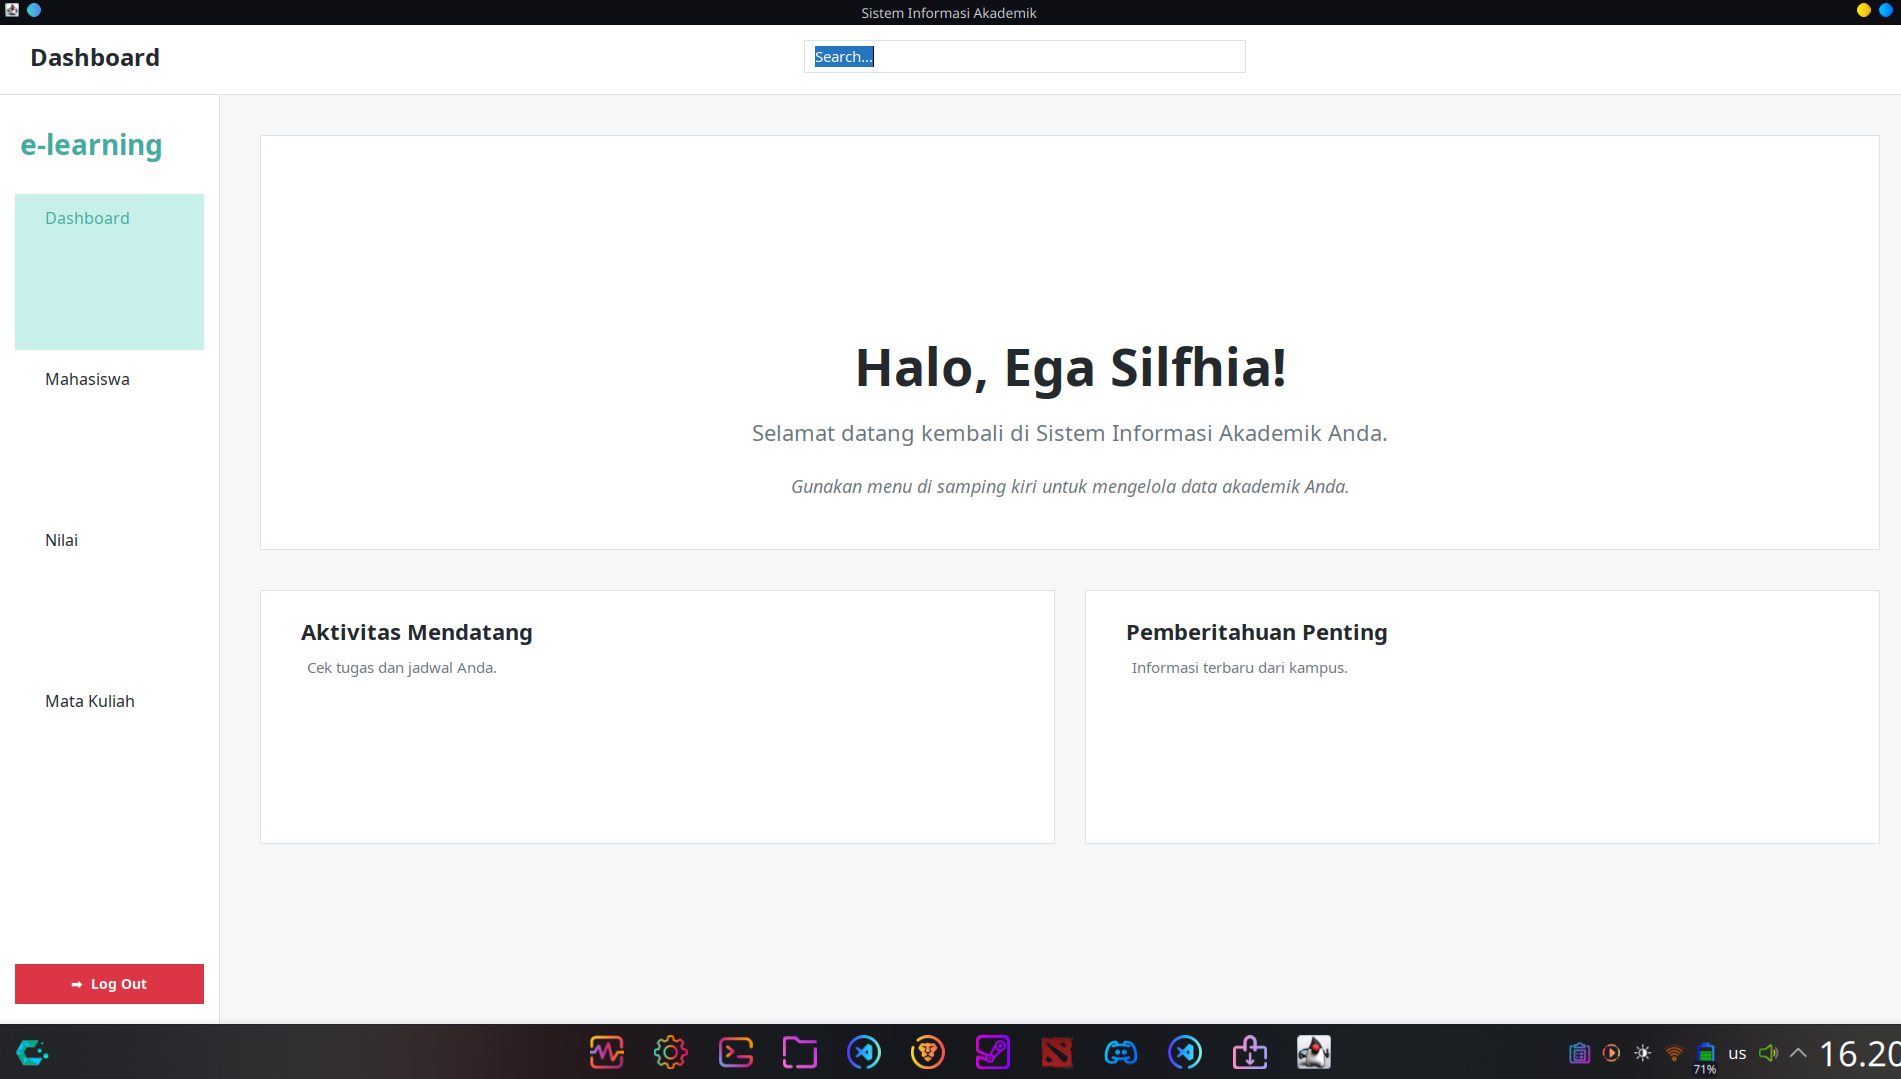 Sistem Informasi Akademik
Dashboard
Search...
e-learning
Dashboard
Mahasiswa
Nilai
Mata Kuliah
➡ Log Out
Halo, Ega Silfhia!
Selamat datang kembali di Sistem Informasi Akademik Anda.
Gunakan menu di samping kiri untuk mengelola data akademik Anda.
Aktivitas Mendatang
Cek tugas dan jadwal Anda.
Pemberitahuan Penting
Informasi terbaru dari kampus.
71%
us
16.20